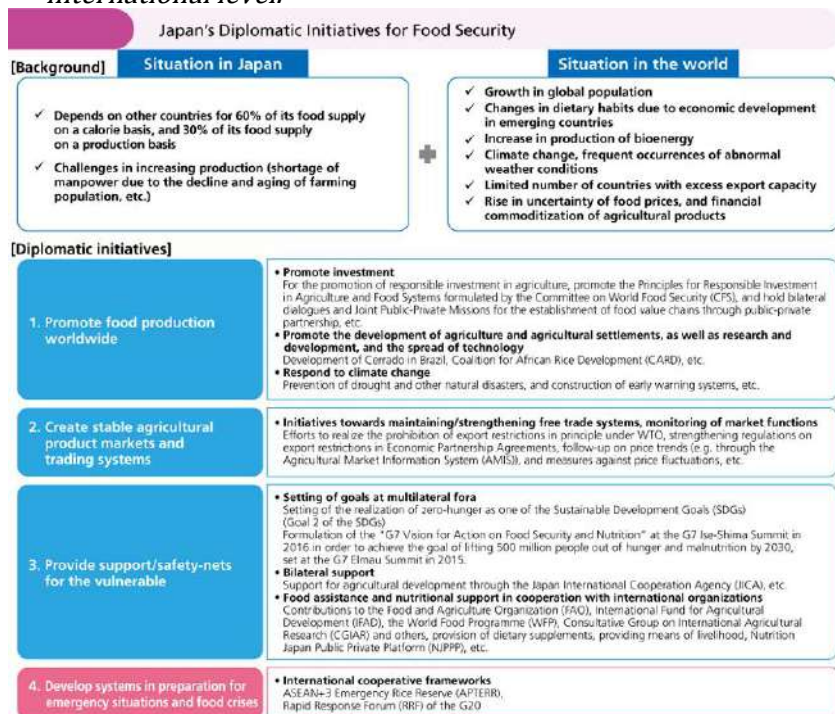 international level.
Japan's Diplomatic Initiatives for Food Security
[Background]
Situation in Japan
✓ Depends on other countries for 60% of its food supply
on a calorie basis, and 30% of its food supply
on a production basis
✓ Challenges in increasing production (shortage of
manpower due to the decline and aging of farming
population, etc.)
+
Situation in the world
✓ Growth in global population
✓ Changes in dietary habits due to economic development
in emerging countries
✓ Increase in production of bioenergy
✓ Climate change, frequent occurrences of abnormal
weather conditions
✓ Limited number of countries with excess export capacity
✓ Rise in uncertainty of food prices, and financial
commoditization of agricultural products
[Diplomatic initiatives]
1. Promote food production
worldwide
• Promote investment
For the promotion of responsible investment in agriculture, promote the Principles for Responsible Investment
in Agriculture and Food Systems formulated by the Committee on World Food Security (CFS), and hold bilateral
dialogues and Joint Public-Private Missions for the establishment of food value chains through public-private
partnership, etc.
• Promote the development of agriculture and agricultural settlements, as well as research and
development, and the spread of technology
Development of Cerrado in Brazil, Coalition for African Rice Development (CARD), etc.
• Respond to climate change
Prevention of drought and other natural disasters, and construction of early warning systems, etc.
2. Create stable agricultural
product markets and
trading systems
• Initiatives towards maintaining/strengthening free trade systems, monitoring of market functions
Efforts to realize the prohibition of export restrictions in principle under WTO, strengthening regulations on
export restrictions in Economic Partnership Agreements, follow-up on price trends (e.g. through the
Agricultural Market Information System (AMIS)), and measures against price fluctuations, etc.
3. Provide support/safety-nets
for the vulnerable
• Setting of goals at multilateral fora
Setting of the realization of zero-hunger as one of the Sustainable Development Goals (SDGs)
(Goal 2 of the SDGs)
Formulation of the "G7 Vision for Action on Food Security and Nutrition" at the G7 Ise-Shima Summit in
2016 in order to achieve the goal of lifting 500 million people out of hunger and malnutrition by 2030,
set at the G7 Elmau Summit in 2015.
• Bilateral support
Support for agricultural development through the Japan International Cooperation Agency (JICA), etc.
• Food assistance and nutritional support in cooperation with international organizations
Contributions to the Food and Agriculture Organization (FAO), International Fund for Agricultural
Development (IFAD), the World Food Programme (WFP), Consultative Group on International Agricultural
Research (CGIAR) and others, provision of dietary supplements, providing means of livelihood, Nutrition
Japan Public Private Platform (NJPPP), etc.
4. Develop systems in preparation for
emergency situations and food crises
• International cooperative frameworks
ASEAN+3 Emergency Rice Reserve (APTERR),
Rapid Response Forum (RRF) of the G20